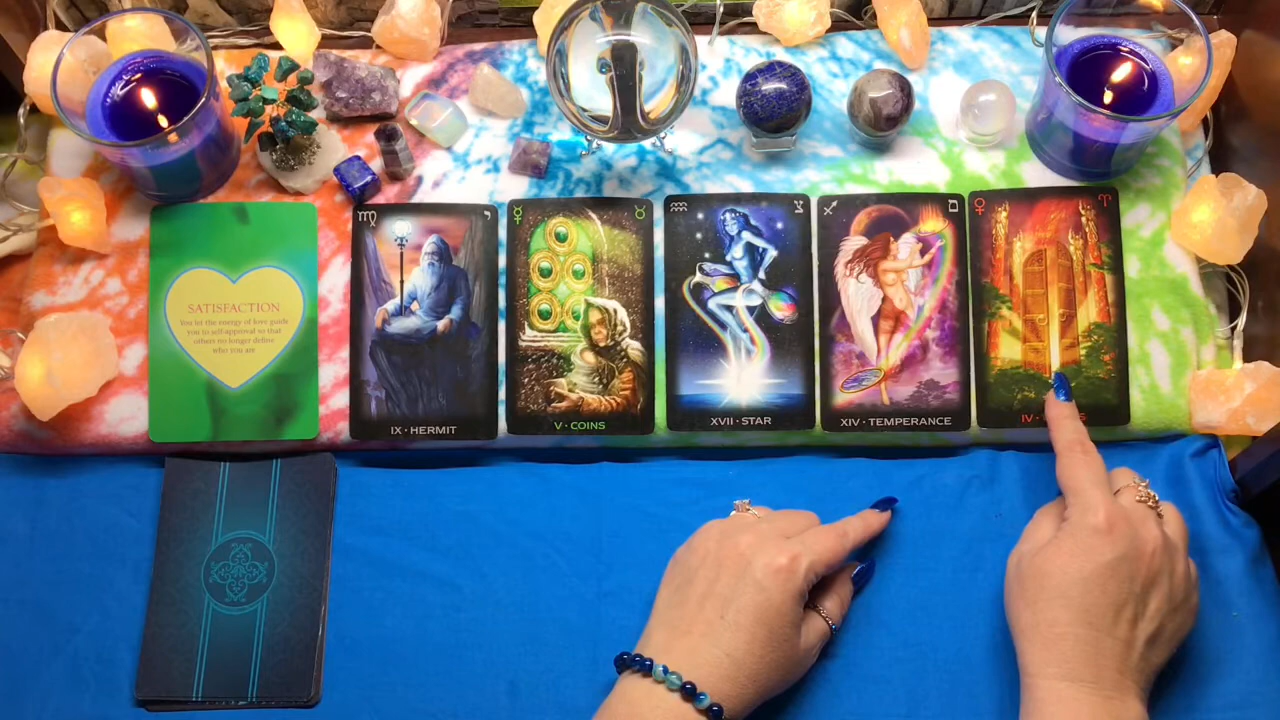 SATISFACTION
You let the energy of love guide
you to self-approval so that
others no longer define
who you are
IX · HERMIT
V · COINS
XVII · STAR
XIV · TEMPERANCE
IV ·